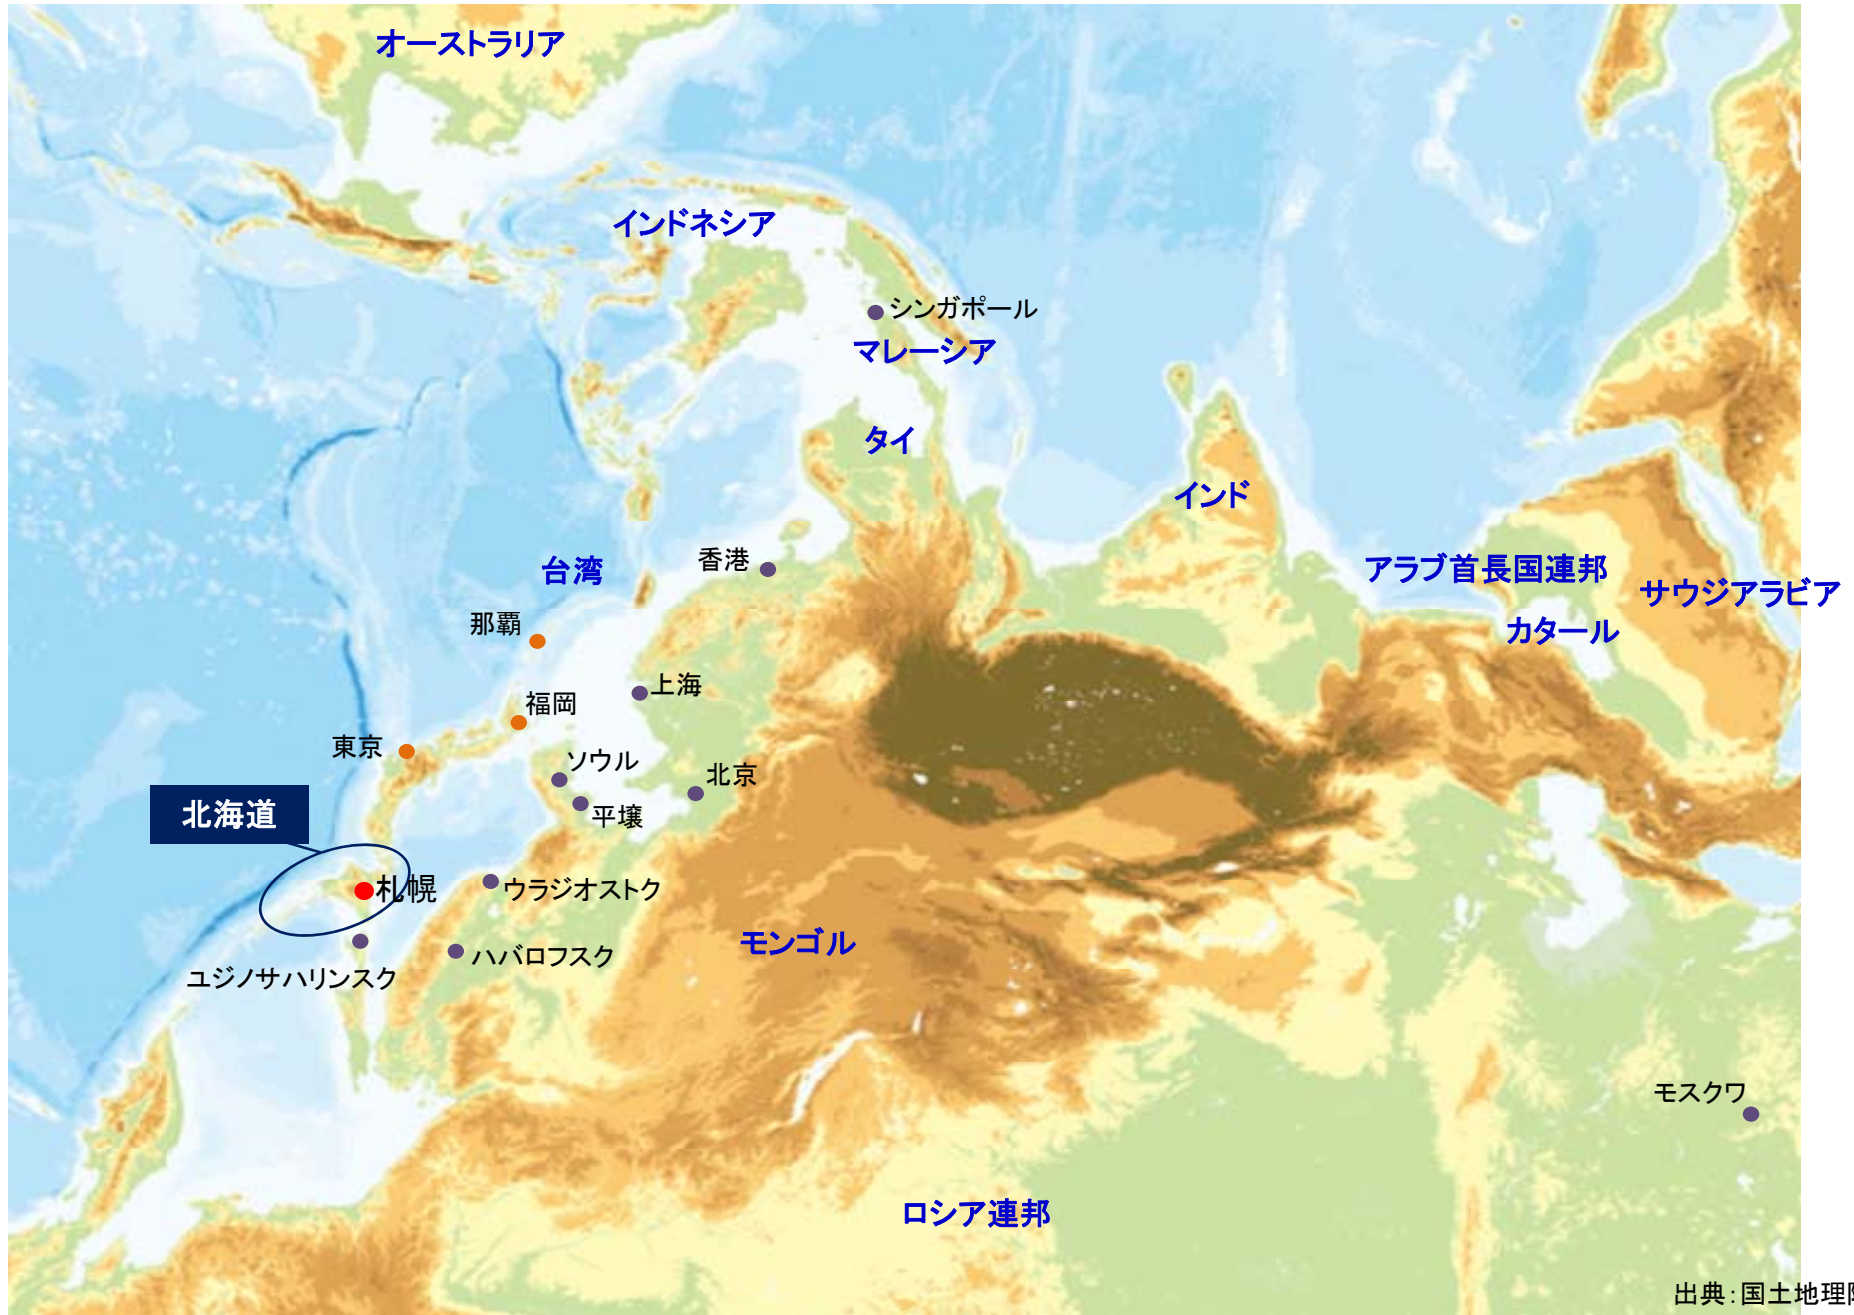 オーストラリア
インドネシア
シンガポール
マレーシア
タイ
インド
香港
台湾
アラブ首長国連邦
サウジアラビア
那覇
カタール
上海
福岡
東京
ソウル
北京
平壌
北海道
札幌
ウラジオストク
モンゴル
ハバロフスク
ユジノサハリンスク
モスクワ
ロシア連邦
出典：国土地理院